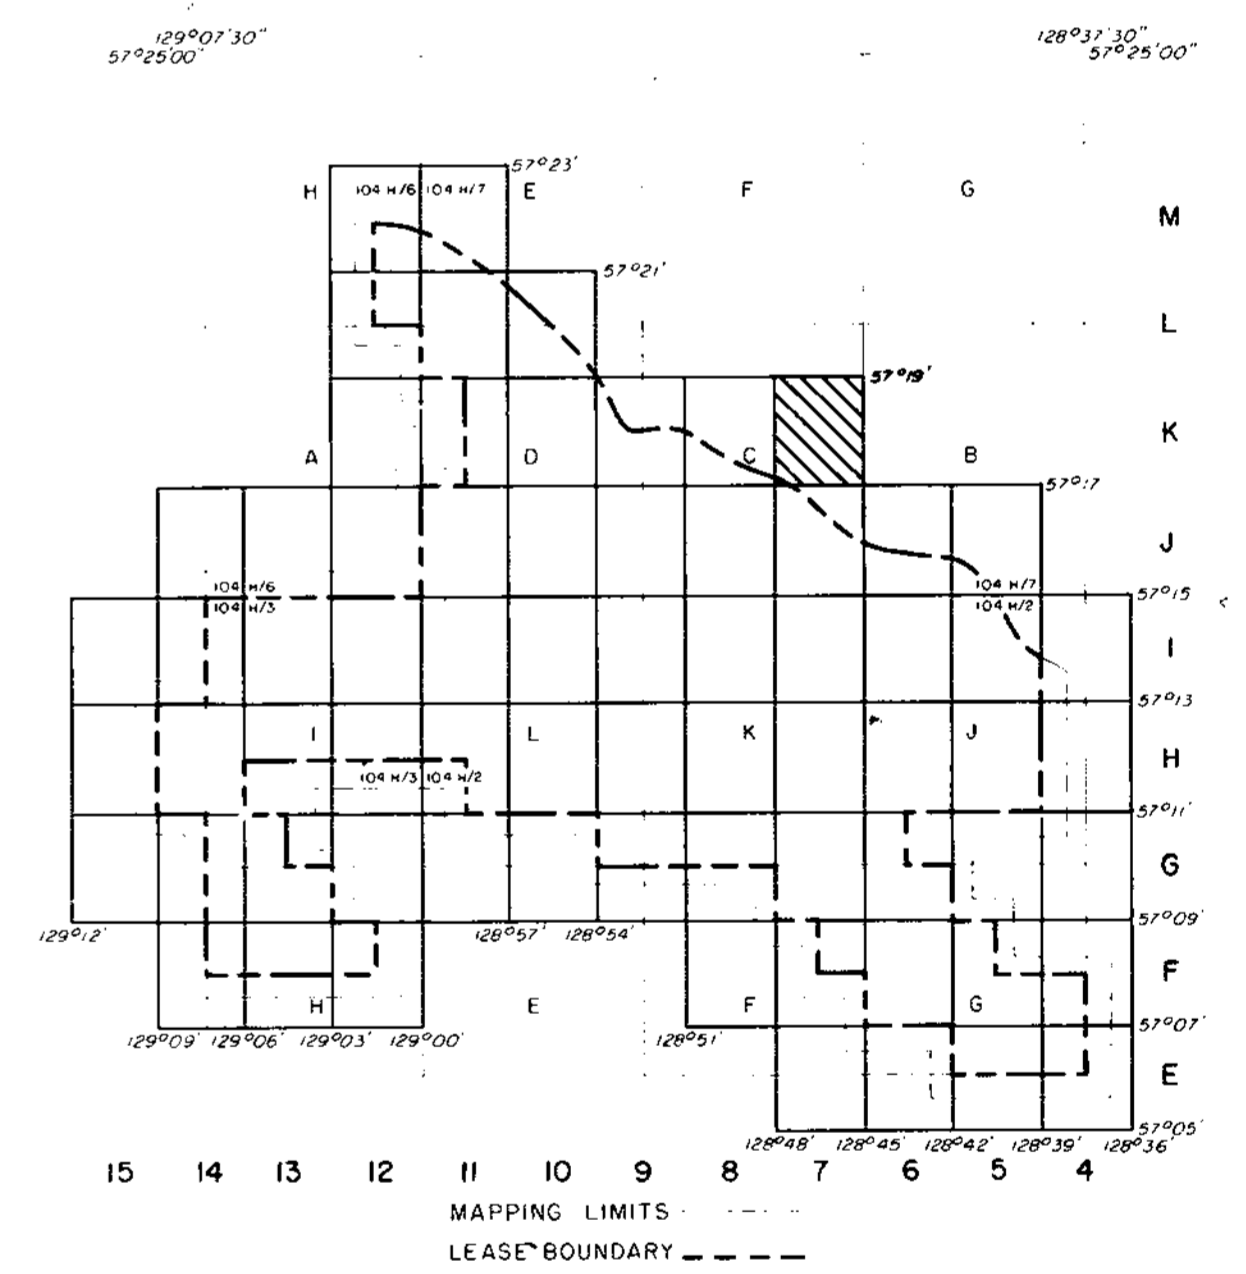 129°07'30" 128°37'30"
57°25'00" 57°25'00"
57°23'
H 104 H/6 104 H/7 E F G M
57°21'
L
57°19'
K
A D C B
57°17
J
104 H/6 104 H/7
57°15
104 H/3 104 H/2
I
57°13
I L K J
H
104 H/3 104 H/2
57°11'
G
57°09'
129°12' 128°57' 128°54'
F
H E F G
57°07'
129°09' 129°06' 129°03' 129°00' 128°51'
E
57°05'
128°48' 128°45' 128°42' 128°39' 128°36'
15 14 13 12 11 10 9 8 7 6 5 4
MAPPING LIMITS
LEASE BOUNDARY